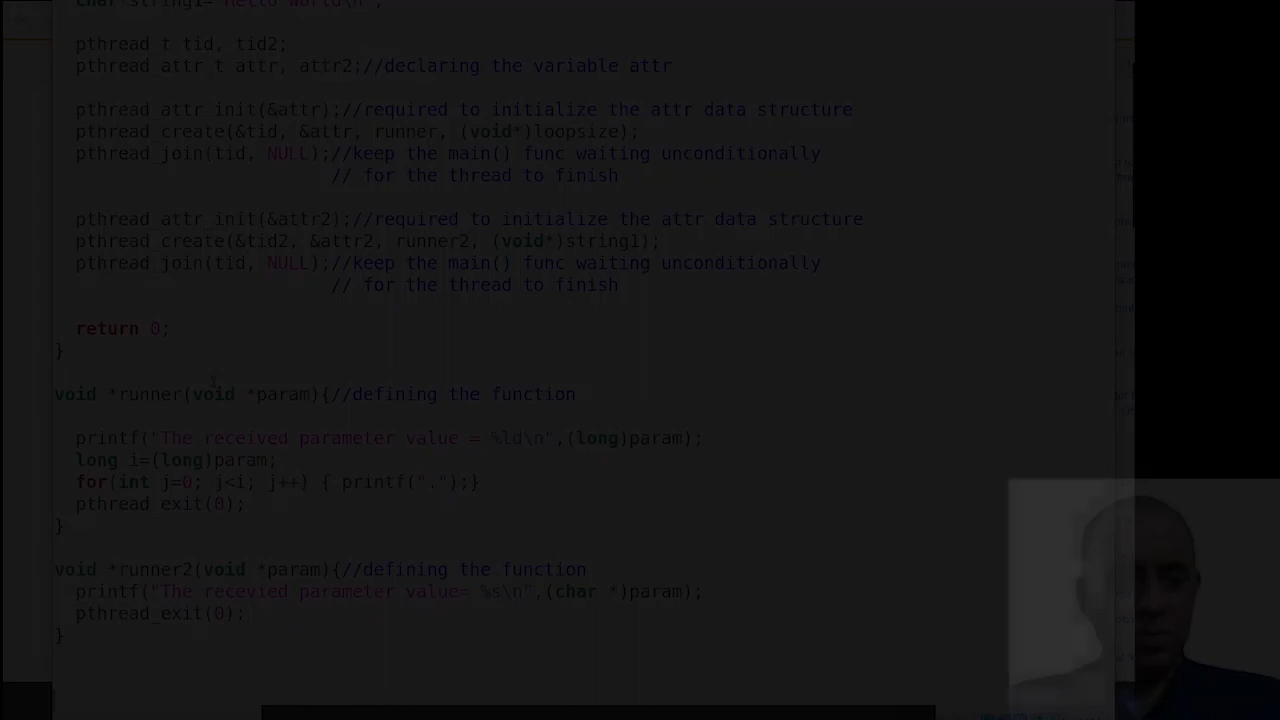 char*string1="Hello World\n";
pthread_t tid, tid2;
pthread_attr_t attr, attr2;//declaring the variable attr
pthread_attr_init(&attr);//required to initialize the attr data structure
pthread_create(&tid, &attr, runner, (void*)loopsize);
pthread_join(tid, NULL);//keep the main() func waiting unconditionally
// for the thread to finish
pthread_attr_init(&attr2);//required to initialize the attr data structure
pthread_create(&tid2, &attr2, runner2, (void*)string1);
pthread_join(tid, NULL);//keep the main() func waiting unconditionally
// for the thread to finish
return 0;
}
void *runner(void *param){//defining the function
printf("The received parameter value = %ld\n",(long)param);
long i=(long)param;
for(int j=0; j<i; j++) { printf(".");}
pthread_exit(0);
}
void *runner2(void *param){//defining the function
printf("The recevied parameter value= %s\n",(char *)param);
pthread_exit(0);
}